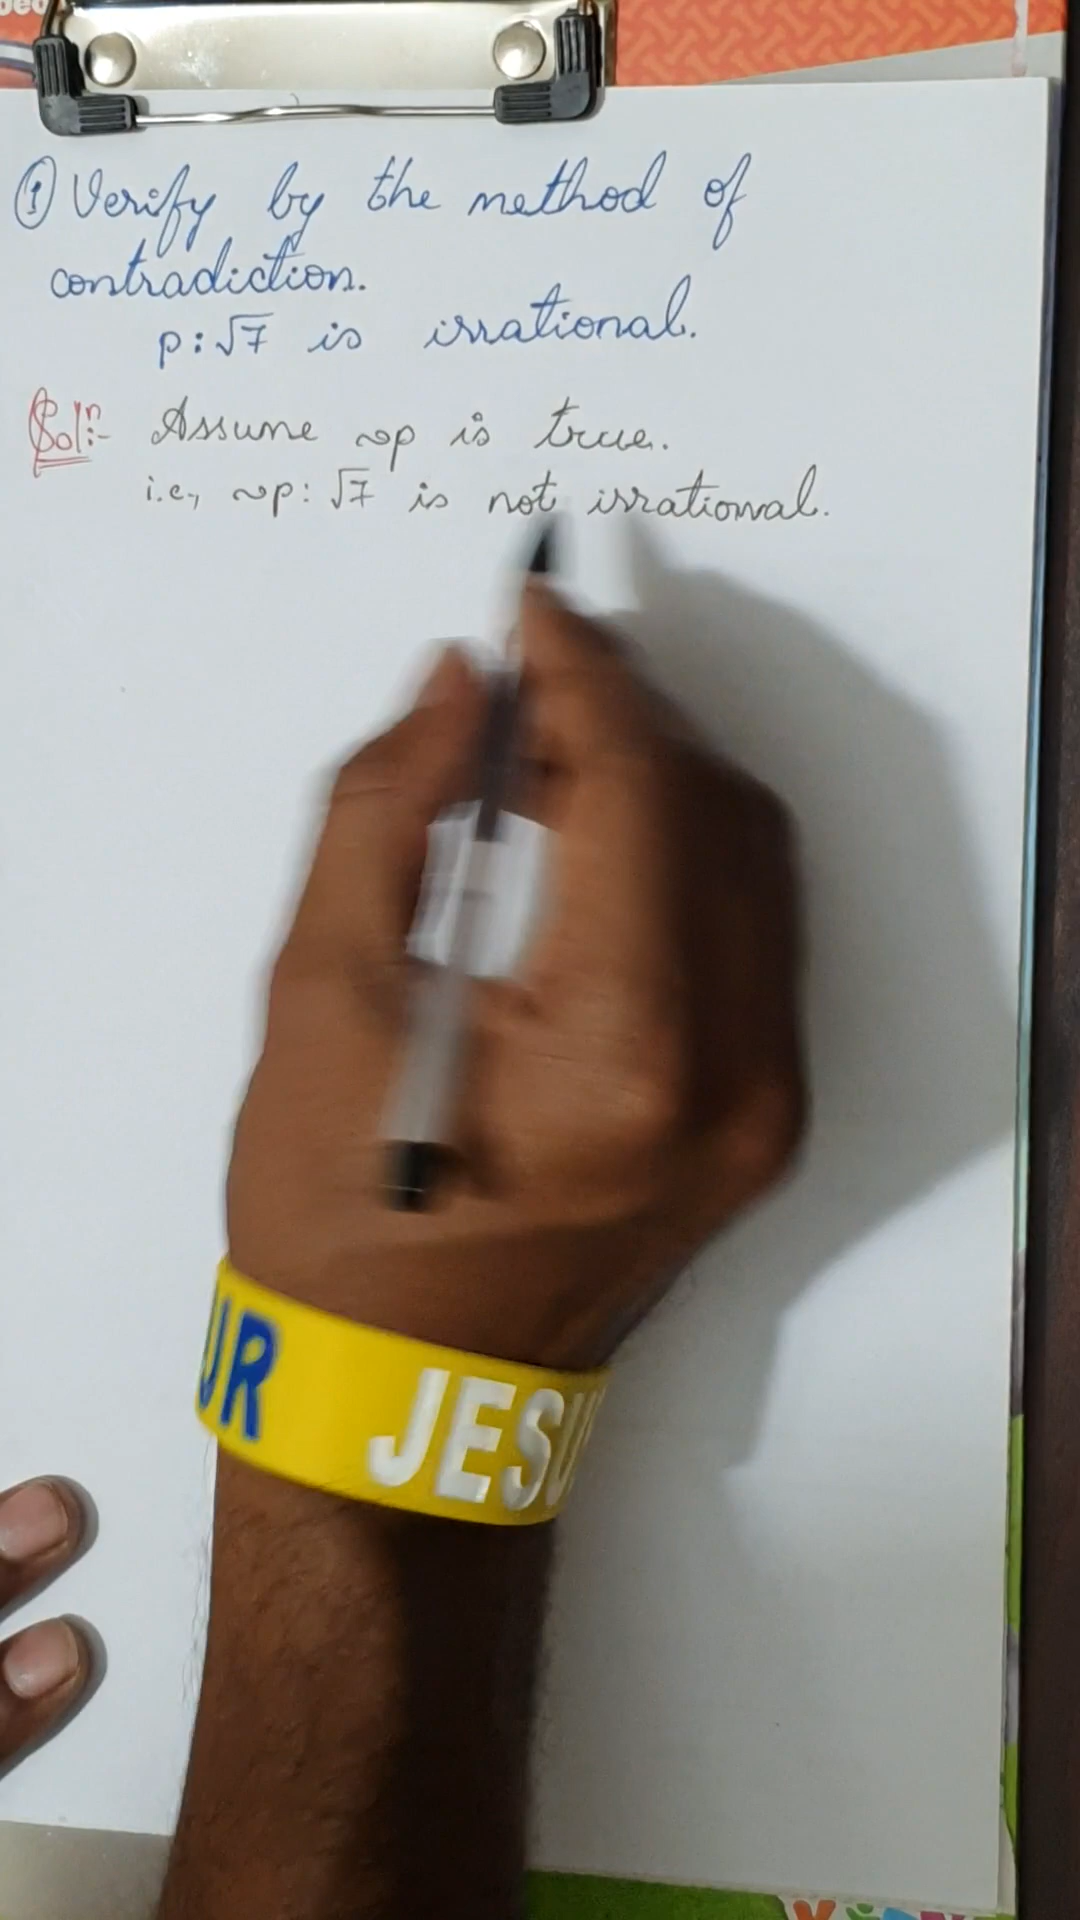 ① Verify by the method of
contradiction.
p: √7 is irrational.
Solⁿ:- Assume ~p is true.
i.e., ~p: √7 is not irrational.
UR JESU